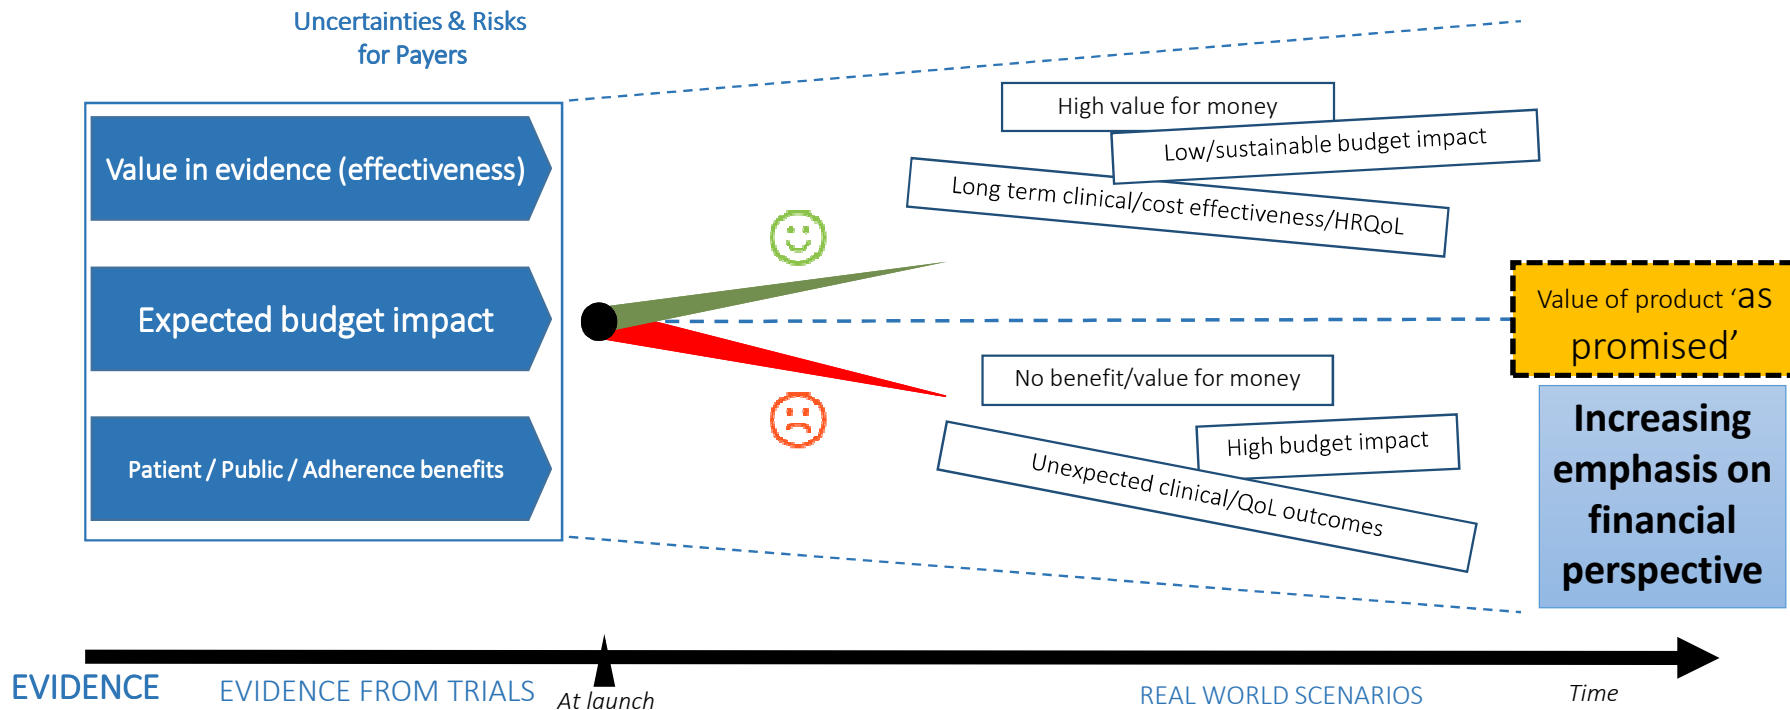 Uncertainties & Risks
for Payers
Value in evidence (effectiveness)
Expected budget impact
Patient / Public / Adherence benefits
High value for money
Low/sustainable budget impact
Long term clinical/cost effectiveness/HRQoL
Value of product ‘as
promised’
No benefit/value for money
High budget impact
Unexpected clinical/QoL outcomes
Increasing
emphasis on
financial
perspective
EVIDENCE
EVIDENCE FROM TRIALS
At launch
REAL WORLD SCENARIOS
Time